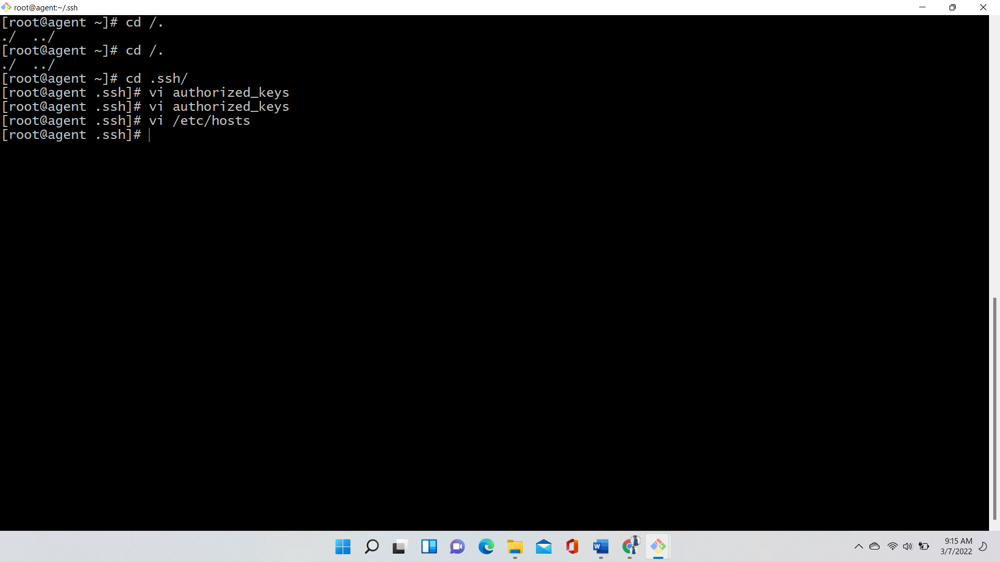 root@agent:~/.ssh
[root@agent ~]# cd /.
./  ../
[root@agent ~]# cd /.
./  ../
[root@agent ~]# cd .ssh/
[root@agent .ssh]# vi authorized_keys
[root@agent .ssh]# vi authorized_keys
[root@agent .ssh]# vi /etc/hosts
[root@agent .ssh]#
W
9:15 AM
3/7/2022